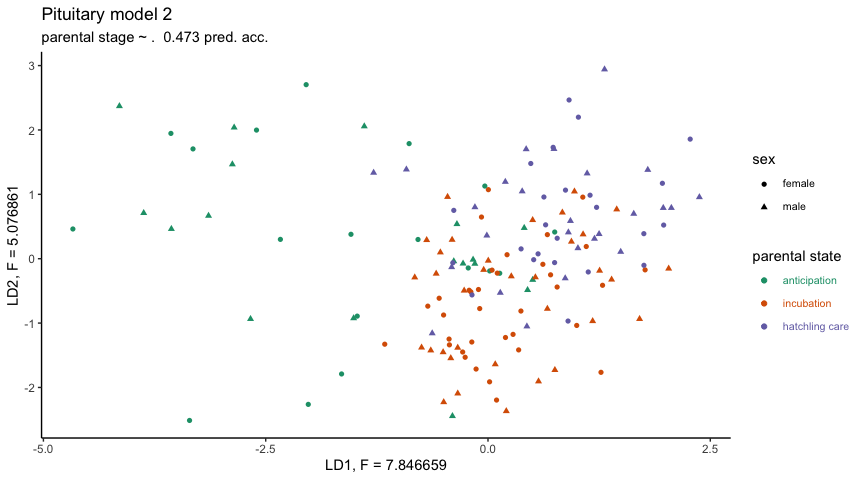 Pituitary model 2
parental stage ~ .  0.473 pred. acc.
3
2
1
0
-1
-2
LD2, F = 5.076861
-5.0
-2.5
0.0
2.5
LD1, F = 7.846659
sex
female
male
parental state
anticipation
incubation
hatchling care